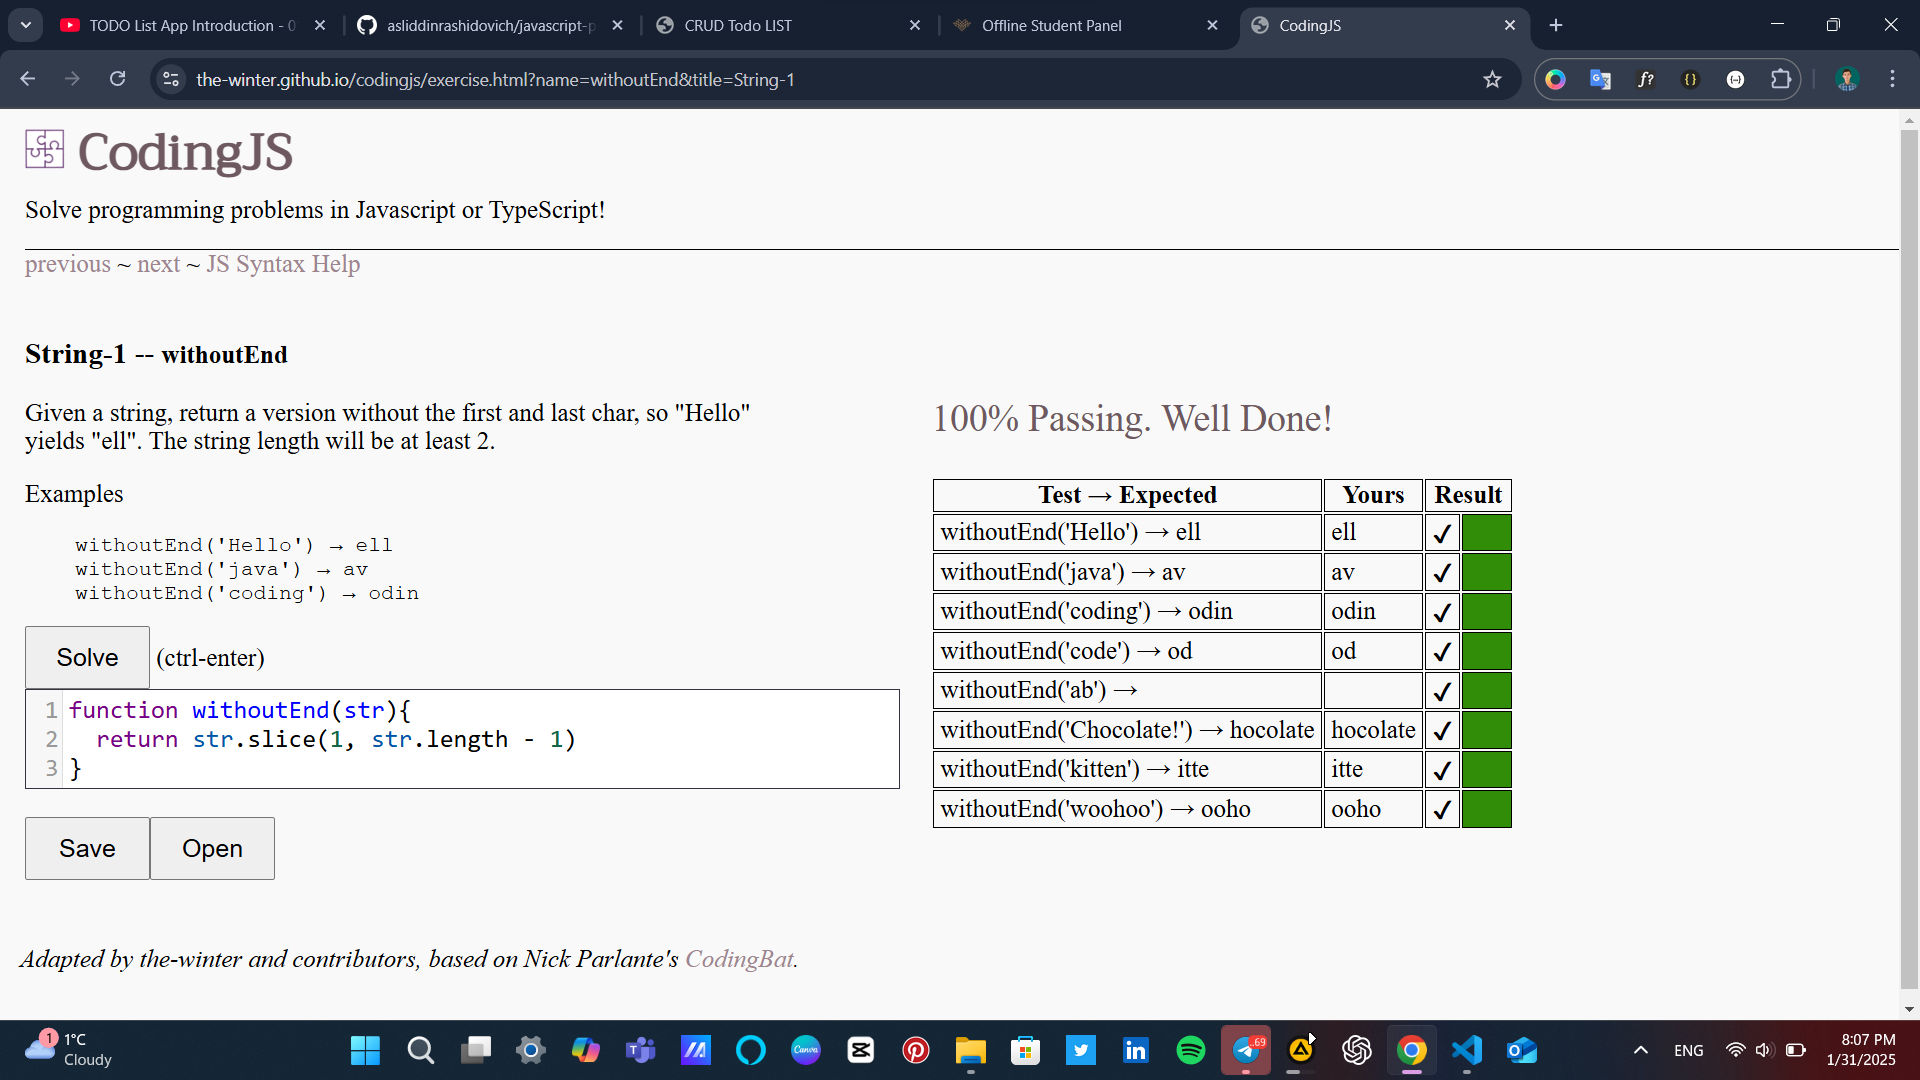 TODO List App Introduction - 0
asliddinrashidovich/javascript-p
CRUD Todo LIST
Offline Student Panel
CodingJS
the-winter.github.io/codingjs/exercise.html?name=withoutEnd&title=String-1
CodingJS
Solve programming problems in Javascript or TypeScript!
previous ~ next ~ JS Syntax Help
String-1 -- withoutEnd
Given a string, return a version without the first and last char, so "Hello"
yields "ell". The string length will be at least 2.
Examples
withoutEnd('Hello') → ell
withoutEnd('java') → av
withoutEnd('coding') → odin
Solve (ctrl-enter)
1 function withoutEnd(str){
2 return str.slice(1, str.length - 1)
3 }
Save Open
100% Passing. Well Done!
Test → Expected Yours Result
withoutEnd('Hello') → ell ell ✓
withoutEnd('java') → av av ✓
withoutEnd('coding') → odin odin ✓
withoutEnd('code') → od od ✓
withoutEnd('ab') → ✓
withoutEnd('Chocolate!') → hocolate hocolate ✓
withoutEnd('kitten') → itte itte ✓
withoutEnd('woohoo') → ooho ooho ✓
Adapted by the-winter and contributors, based on Nick Parlante's CodingBat.
1
1°C
Cloudy
Canva
..69
ENG
8:07 PM
1/31/2025